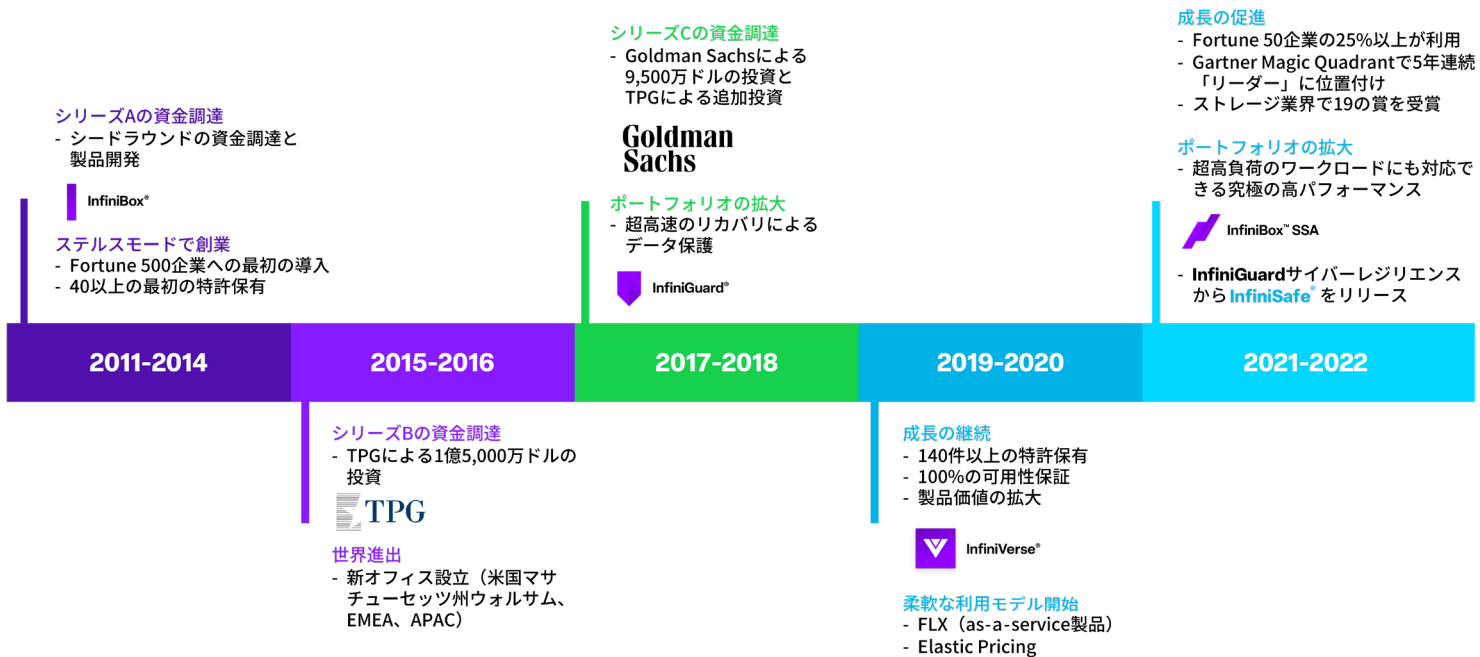 シリーズAの資金調達
- シードラウンドの資金調達と
製品開発
InfiniBox®
ステルスモードで創業
- Fortune 500企業への最初の導入
- 40以上の最初の特許保有
2011-2014
シリーズBの資金調達
- TPGによる1億5,000万ドルの
投資
TPG
世界進出
- 新オフィス設立（米国マサ
チューセッツ州ウォルサム、
EMEA、APAC）
2015-2016
シリーズCの資金調達
- Goldman Sachsによる
9,500万ドルの投資と
TPGによる追加投資
Goldman
Sachs
ポートフォリオの拡大
- 超高速のリカバリによる
データ保護
InfiniGuard®
2017-2018
成長の継続
- 140件以上の特許保有
- 100%の可用性保証
- 製品価値の拡大
InfiniVerse®
柔軟な利用モデル開始
- FLX（as-a-service製品）
- Elastic Pricing
2019-2020
成長の促進
- Fortune 50企業の25%以上が利用
- Gartner Magic Quadrantで5年連続
「リーダー」に位置付け
- ストレージ業界で19の賞を受賞
ポートフォリオの拡大
- 超高負荷のワークロードにも対応で
きる究極の高パフォーマンス
InfiniBox™ SSA
- InfiniGuardサイバーレジリエンス
からInfiniSafe®をリリース
2021-2022